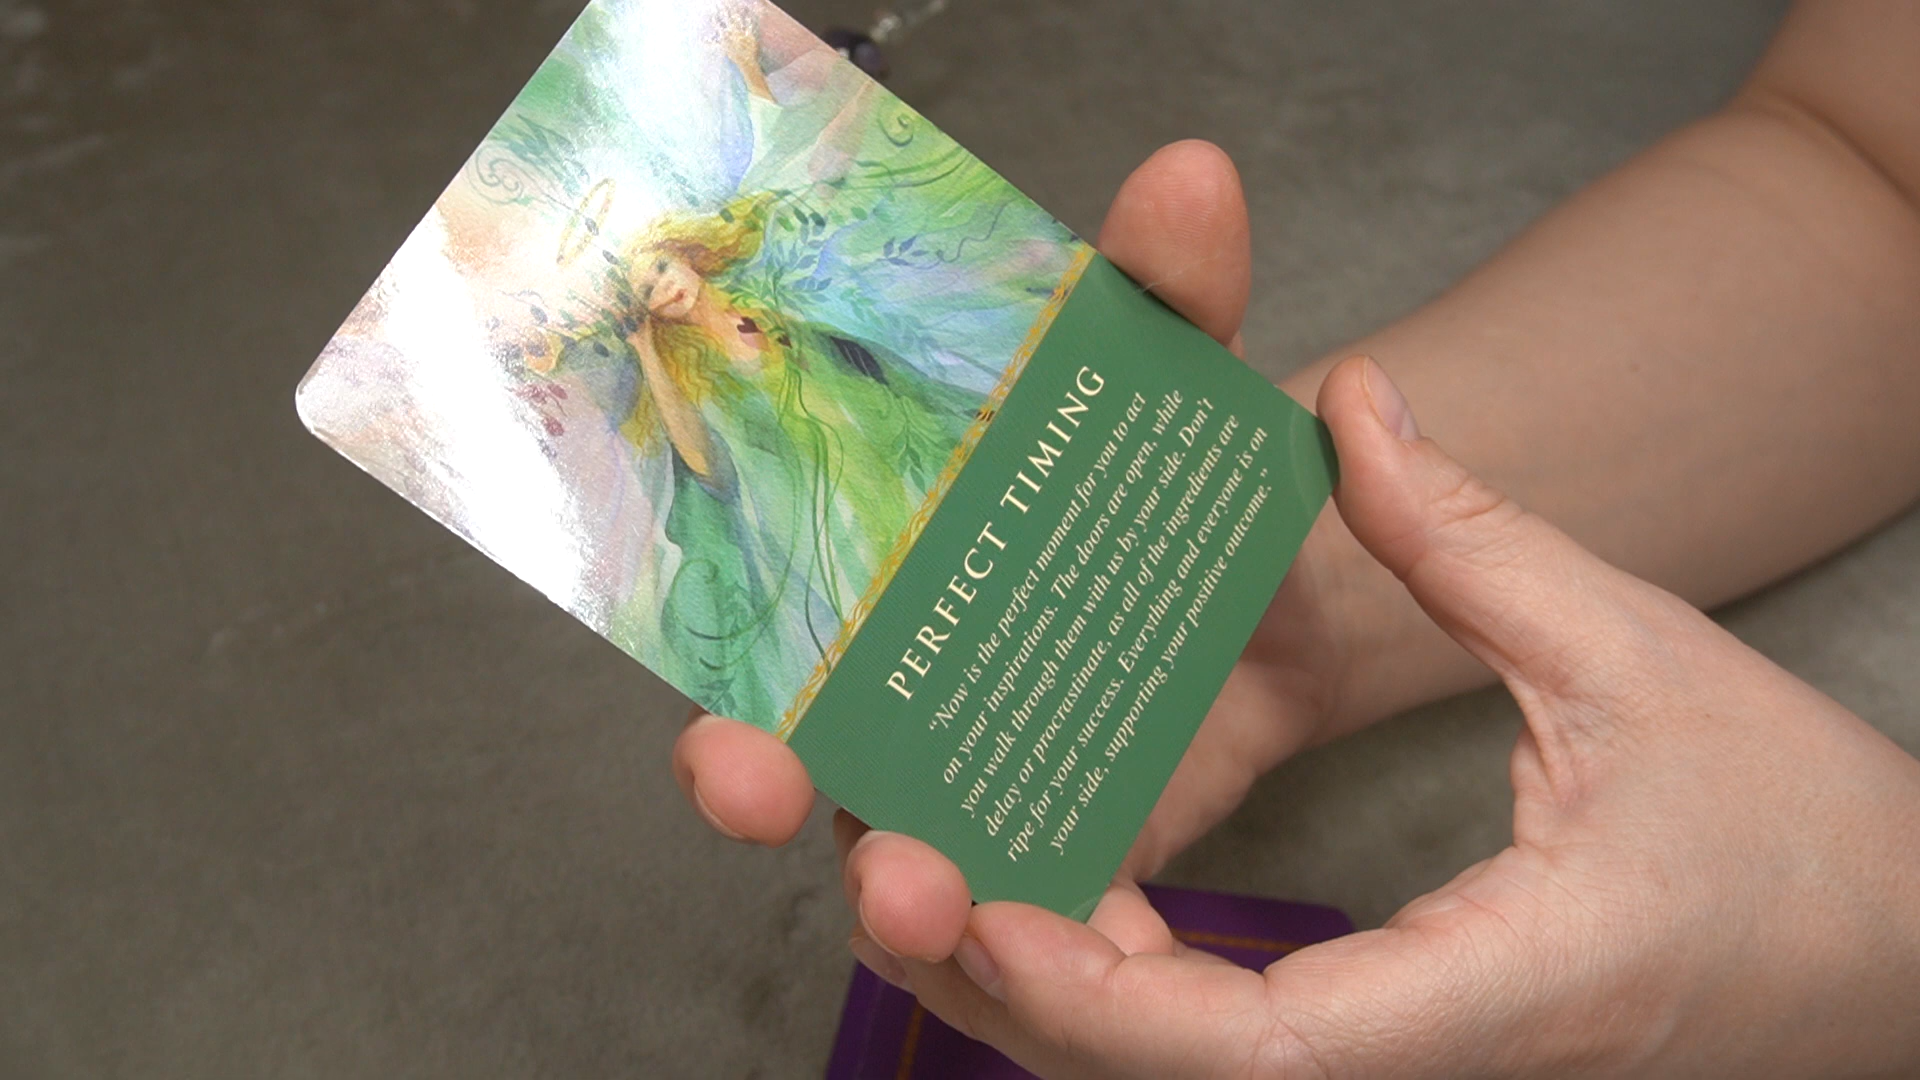 PERFECT TIMING
“Now is the perfect moment for you to act
on your inspirations. The doors are open, while
you walk through them with us by your side. Don't
delay or procrastinate, as all of the ingredients are
ripe for your success. Everything and everyone is on
your side, supporting your positive outcome.”